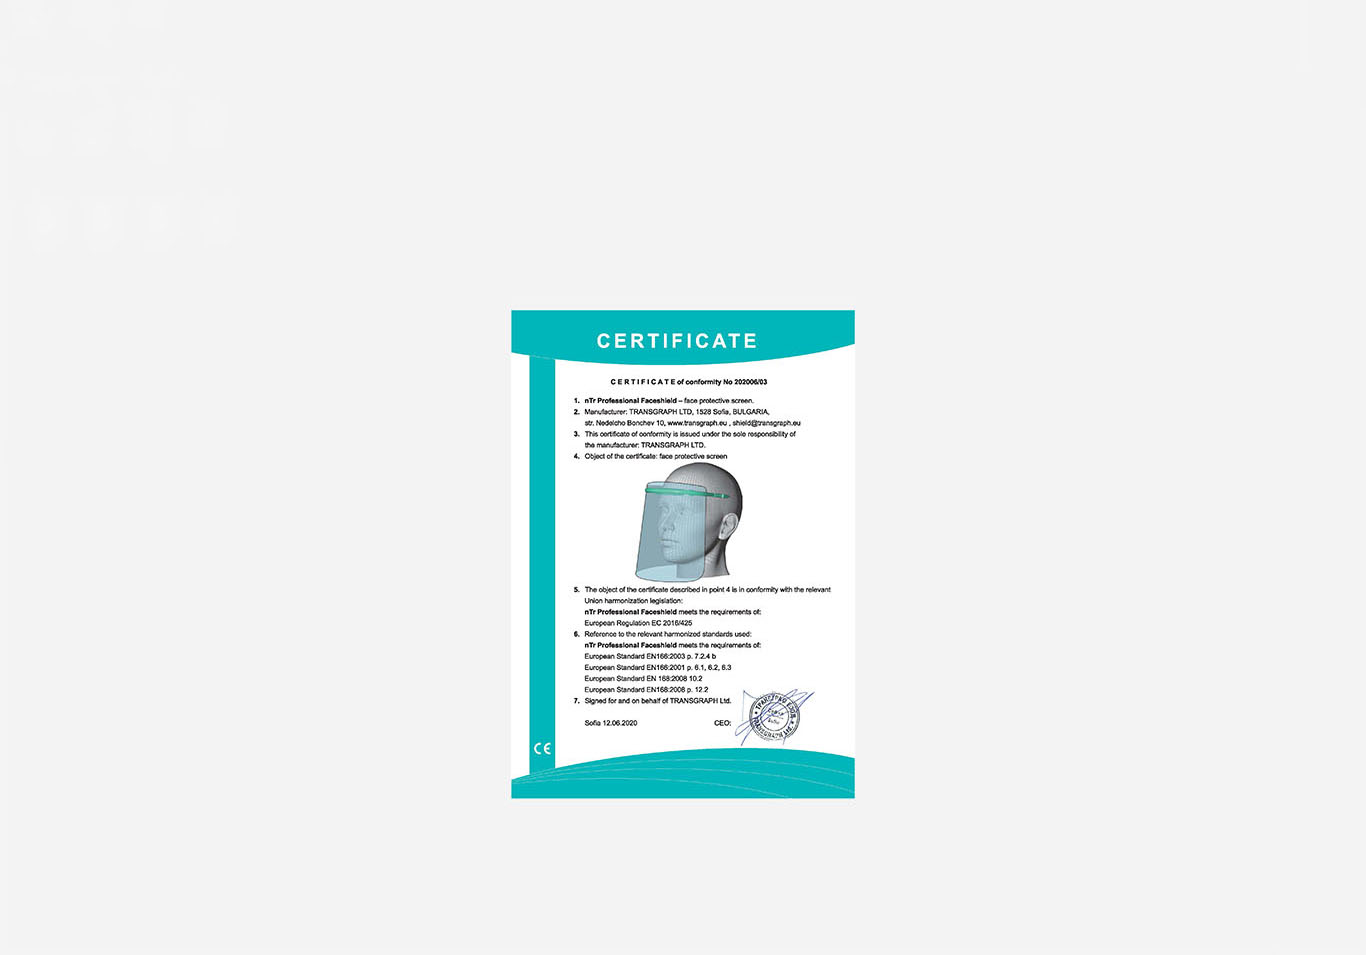 CERTIFICATE
CERTIFICATE of conformity No 202006/03
1. nTr Professional Faceshield – face protective screen.
2. Manufacturer: TRANSGRAPH LTD, 1528 Sofia, BULGARIA,
str. Nedelcho Bonchev 10, www.transgraph.eu , shield@transgraph.eu
3. This certificate of conformity is issued under the sole responsibility of
the manufacturer: TRANSGRAPH LTD.
4. Object of the certificate: face protective screen
5. The object of the certificate described in point 4 is in conformity with the relevant
Union harmonization legislation:
nTr Professional Faceshield meets the requirements of:
European Regulation EC 2016/425
6. Reference to the relevant harmonized standards used:
nTr Professional Faceshield meets the requirements of:
European Standard EN166:2003 p. 7.2.4 b
European Standard EN166:2001 p. 6.1, 6.2, 6.3
European Standard EN 168:2008 10.2
European Standard EN168:2008 p. 12.2
7. Signed for and on behalf of TRANSGRAPH Ltd.
Sofia 12.06.2020 CEO:
TRANSGRAPH Ltd.
CE